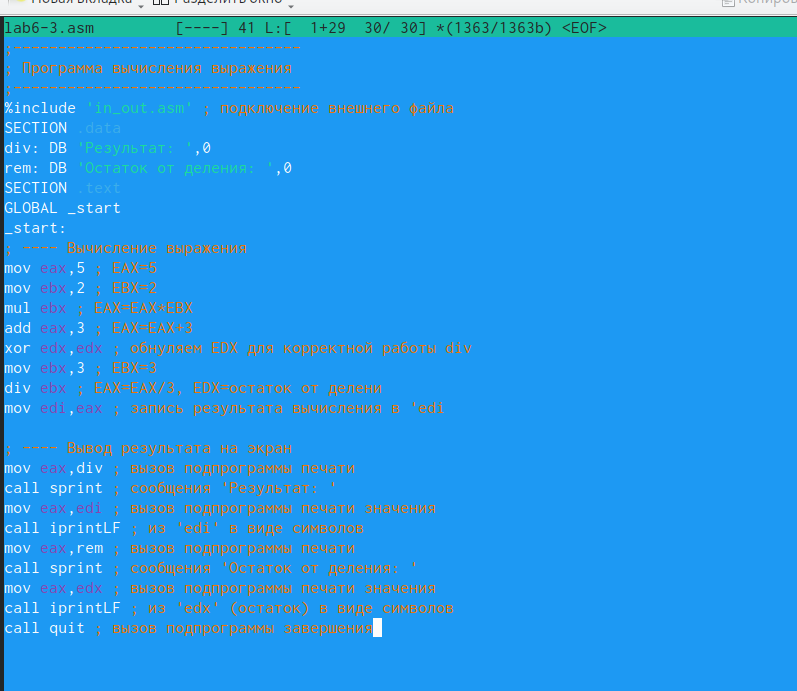 Новая вкладка Разделить окно Копиров
lab6-3.asm [----] 41 L:[ 1+29 30/ 30] *(1363/1363b) <EOF>
;--------------------------------
; Программа вычисления выражения
;--------------------------------
%include 'in_out.asm' ; подключение внешнего файла
SECTION .data
div: DB 'Результат: ',0
rem: DB 'Остаток от деления: ',0
SECTION .text
GLOBAL _start
_start:
; ---- Вычисление выражения
mov eax,5 ; EAX=5
mov ebx,2 ; EBX=2
mul ebx ; EAX=EAX*EBX
add eax,3 ; EAX=EAX+3
xor edx,edx ; обнуляем EDX для корректной работы div
mov ebx,3 ; EBX=3
div ebx ; EAX=EAX/3, EDX=остаток от делени
mov edi,eax ; запись результата вычисления в 'edi
; ---- Вывод результата на экран
mov eax,div ; вызов подпрограммы печати
call sprint ; сообщения 'Результат: '
mov eax,edi ; вызов подпрограммы печати значения
call iprintLF ; из 'edi' в виде символов
mov eax,rem ; вызов подпрограммы печати
call sprint ; сообщения 'Остаток от деления: '
mov eax,edx ; вызов подпрограммы печати значения
call iprintLF ; из 'edx' (остаток) в виде символов
call quit ; вызов подпрограммы завершения